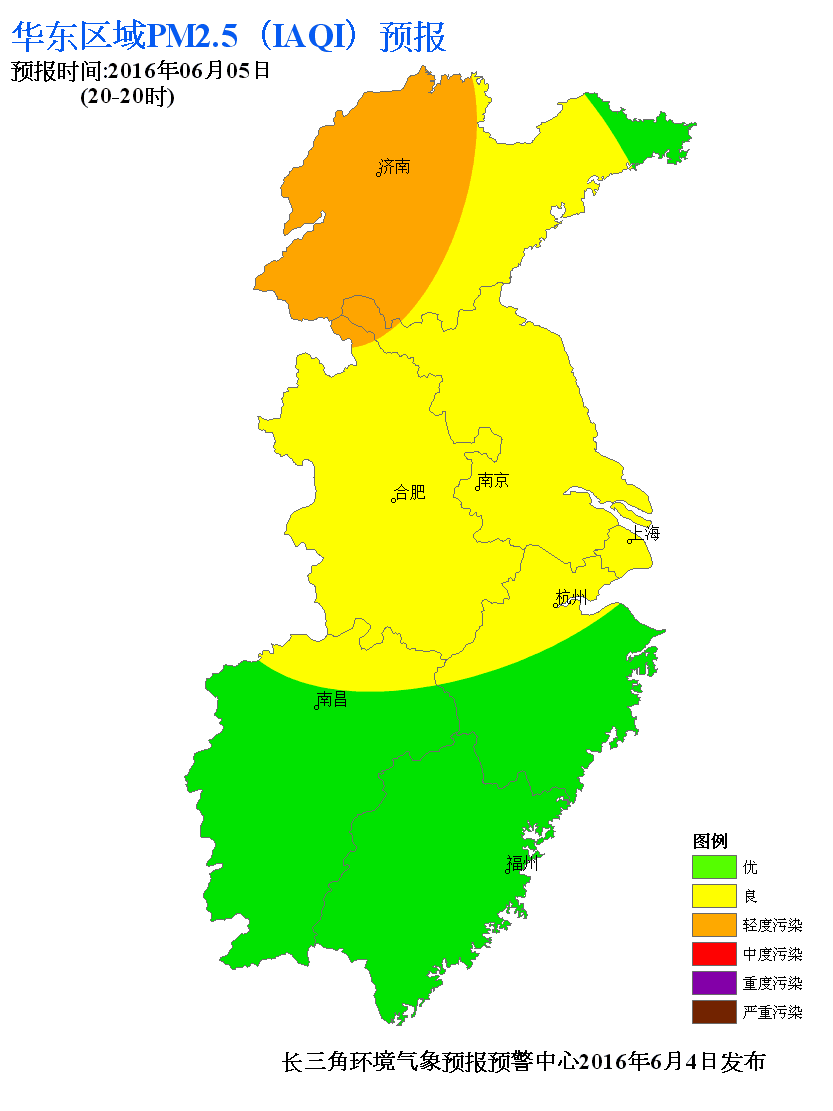 华东区域PM2.5（IAQI）预报
预报时间:2016年06月05日
(20-20时)
济南
合肥
南京
上海
杭州
南昌
福州
图例
优
良
轻度污染
中度污染
重度污染
严重污染
长三角环境气象预报预警中心2016年6月4日发布